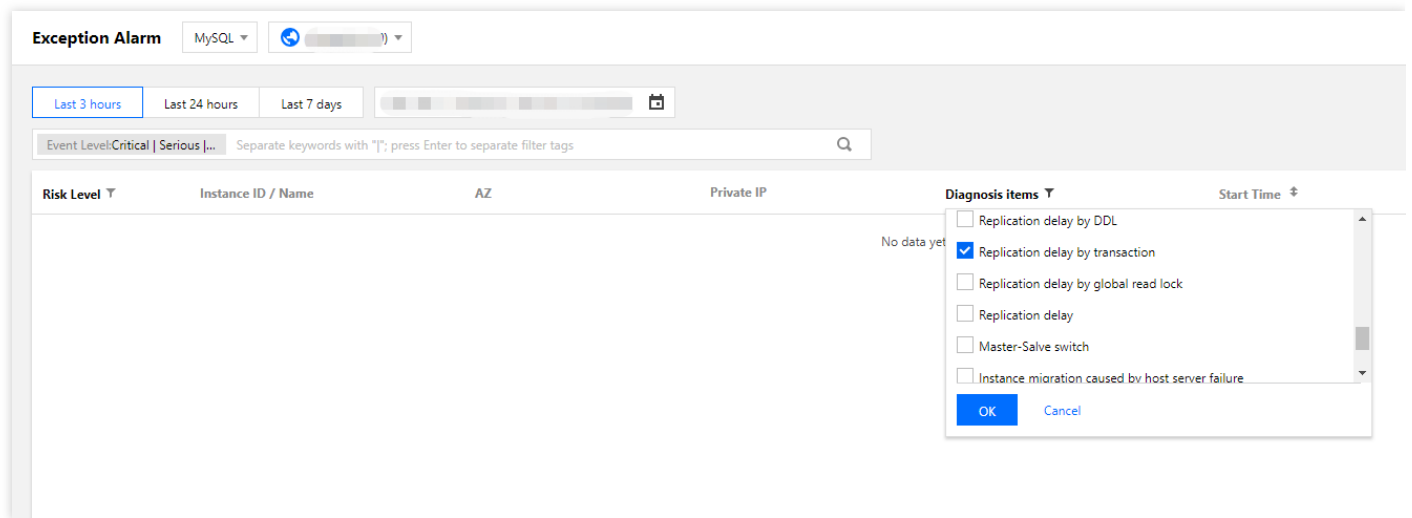 Exception Alarm MySQL
Last 3 hours Last 24 hours Last 7 days
Event Level:Critical | Serious |... Separate keywords with "|"; press Enter to separate filter tags
Risk Level Instance ID / Name AZ Private IP Diagnosis items Start Time
No data yet
Replication delay by DDL
Replication delay by transaction
Replication delay by global read lock
Replication delay
Master-Salve switch
Instance migration caused by host server failure
OK Cancel